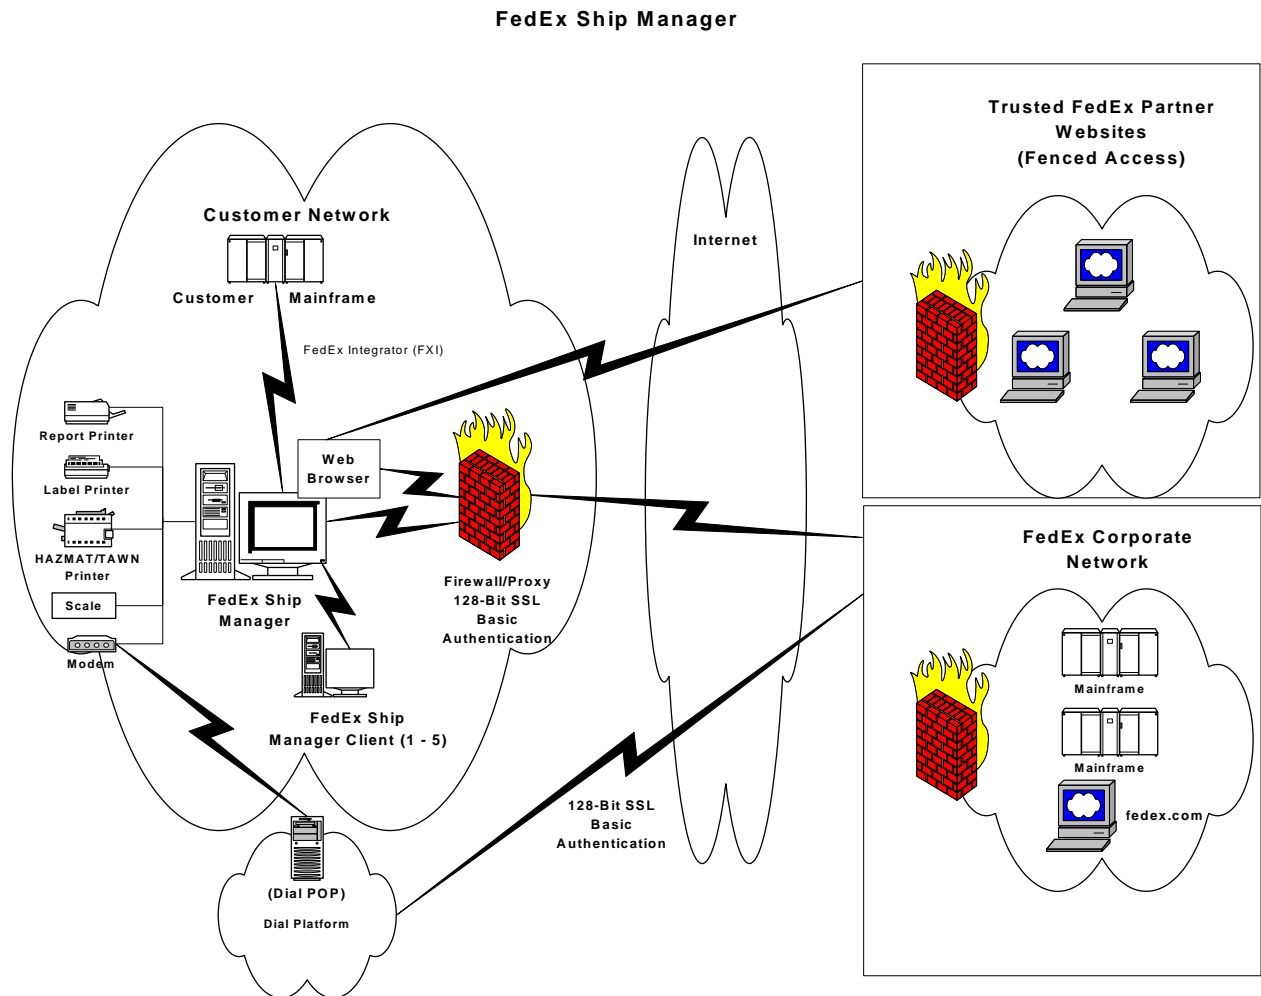 FedEx Ship Manager
Trusted FedEx Partner
Websites
(Fenced Access)
Customer Network
Internet
Customer Mainframe
FedEx Integrator (FXI)
Report Printer
Web
Browser
Label Printer
HAZMAT/TAWN
Printer
Scale
Modem
FedEx Ship
Manager
Firewall/Proxy
128-Bit SSL
Basic
Authentication
FedEx Ship
Manager Client (1 - 5)
FedEx Corporate
Network
Mainframe
Mainframe
fedex.com
128-Bit SSL
Basic
Authentication
(Dial POP)
Dial Platform